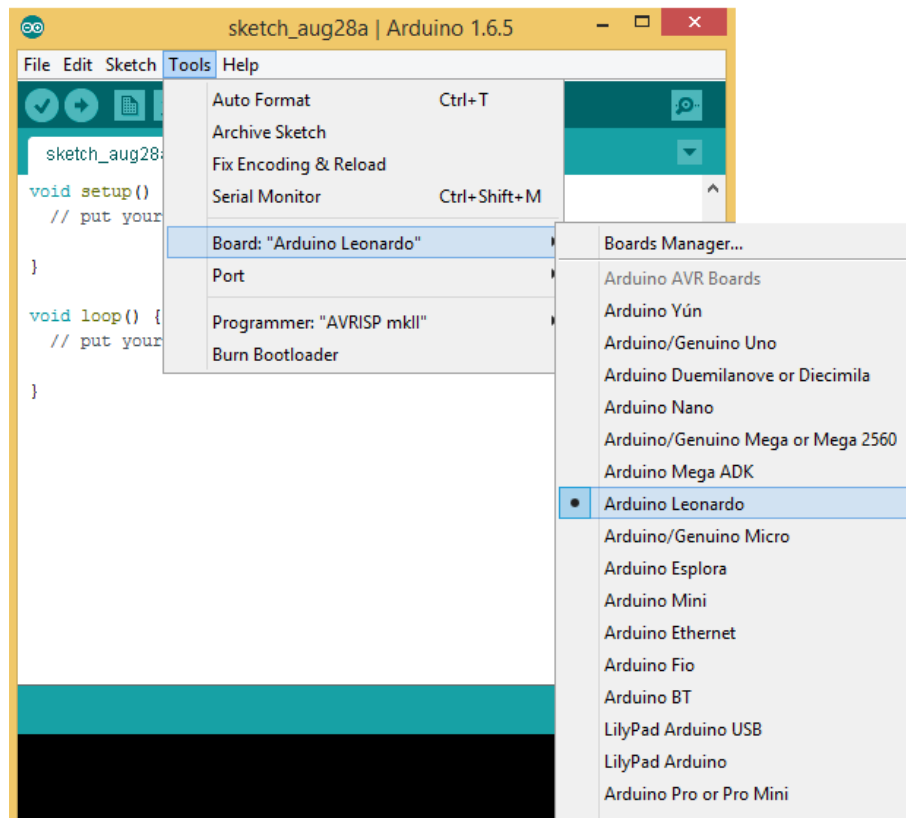 sketch_aug28a | Arduino 1.6.5
File Edit Sketch Tools Help
Auto Format Ctrl+T
Archive Sketch
Fix Encoding & Reload
Serial Monitor Ctrl+Shift+M
Board: "Arduino Leonardo"
Port
Programmer: "AVRISP mkII"
Burn Bootloader
sketch_aug28a
void setup()
// put your
}
void loop() {
// put your
}
Boards Manager...
Arduino AVR Boards
Arduino Yún
Arduino/Genuino Uno
Arduino Duemilanove or Diecimila
Arduino Nano
Arduino/Genuino Mega or Mega 2560
Arduino Mega ADK
Arduino Leonardo
Arduino/Genuino Micro
Arduino Esplora
Arduino Mini
Arduino Ethernet
Arduino Fio
Arduino BT
LilyPad Arduino USB
LilyPad Arduino
Arduino Pro or Pro Mini